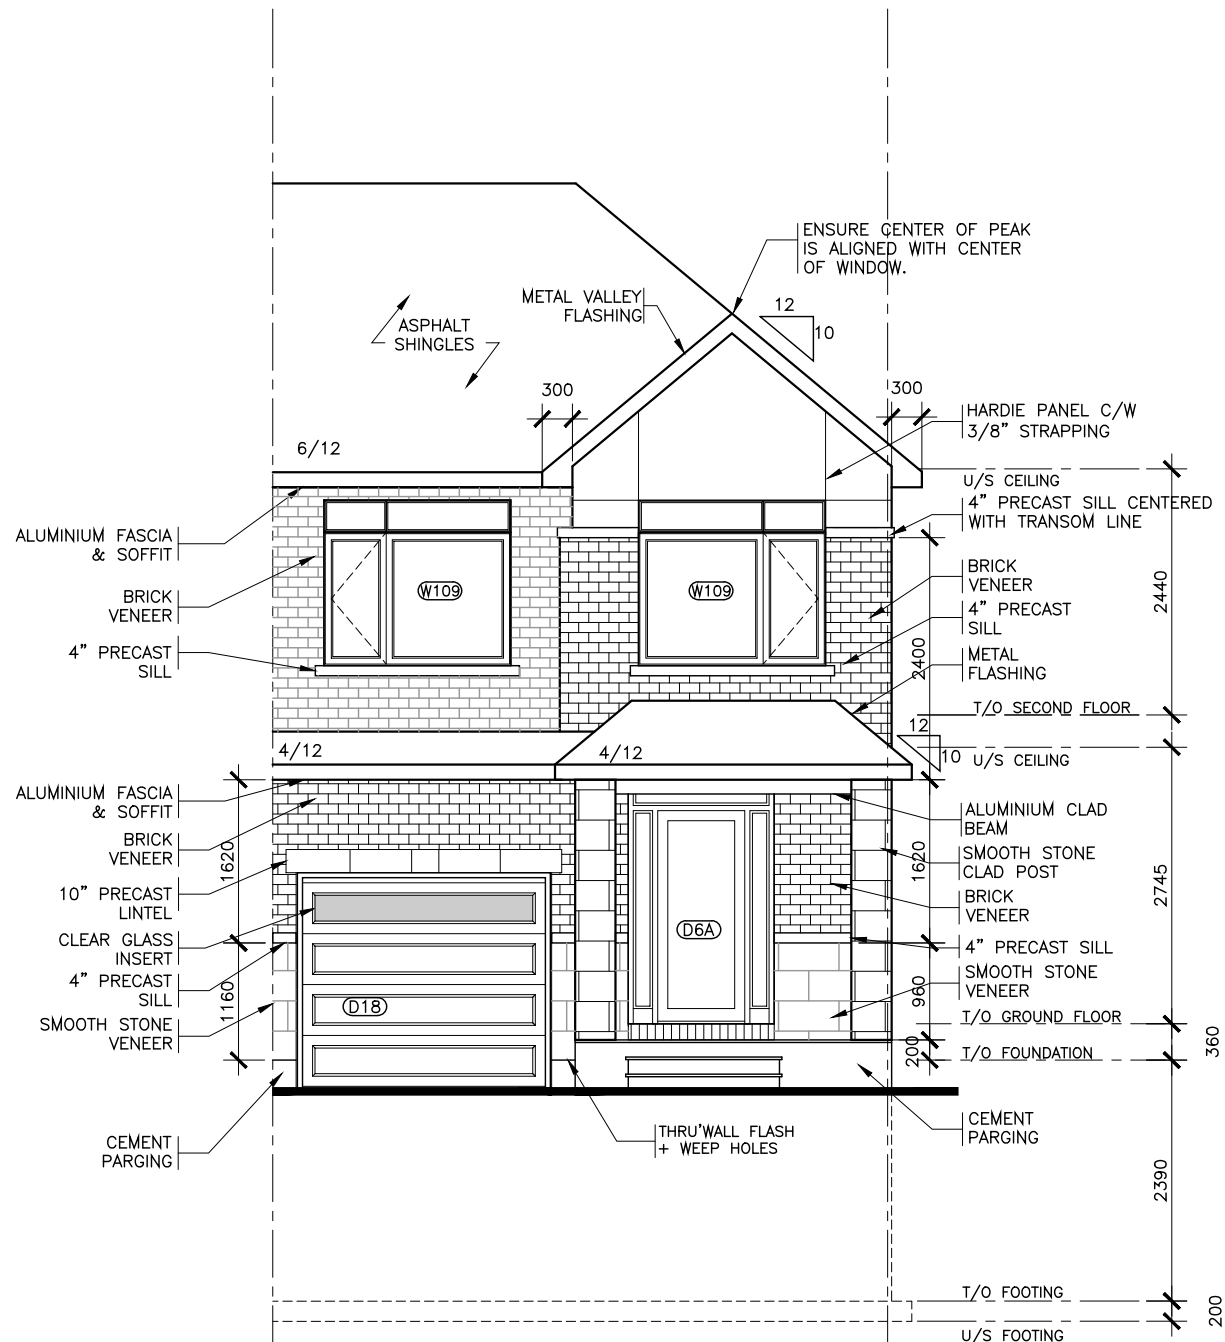 ENSURE CENTER OF PEAK
IS ALIGNED WITH CENTER
OF WINDOW.
METAL VALLEY
FLASHING
12
10
ASPHALT
SHINGLES
300
300
HARDIE PANEL C/W
3/8" STRAPPING
6/12
U/S CEILING
4" PRECAST SILL CENTERED
WITH TRANSOM LINE
ALUMINIUM FASCIA
& SOFFIT
BRICK
VENEER
4" PRECAST
SILL
W109
W109
BRICK
VENEER
4" PRECAST
SILL
METAL
FLASHING
2440
2400
T/O SECOND FLOOR
12
10
U/S CEILING
4/12
4/12
ALUMINIUM FASCIA
& SOFFIT
BRICK
VENEER
10" PRECAST
LINTEL
CLEAR GLASS
INSERT
4" PRECAST
SILL
SMOOTH STONE
VENEER
1620
1160
D18
D6A
ALUMINIUM CLAD
BEAM
SMOOTH STONE
CLAD POST
BRICK
VENEER
4" PRECAST SILL
SMOOTH STONE
VENEER
1620
960
200
2745
T/O GROUND FLOOR
T/O FOUNDATION
360
CEMENT
PARGING
THRU'WALL FLASH
+ WEEP HOLES
CEMENT
PARGING
2390
T/O FOOTING
200
U/S FOOTING